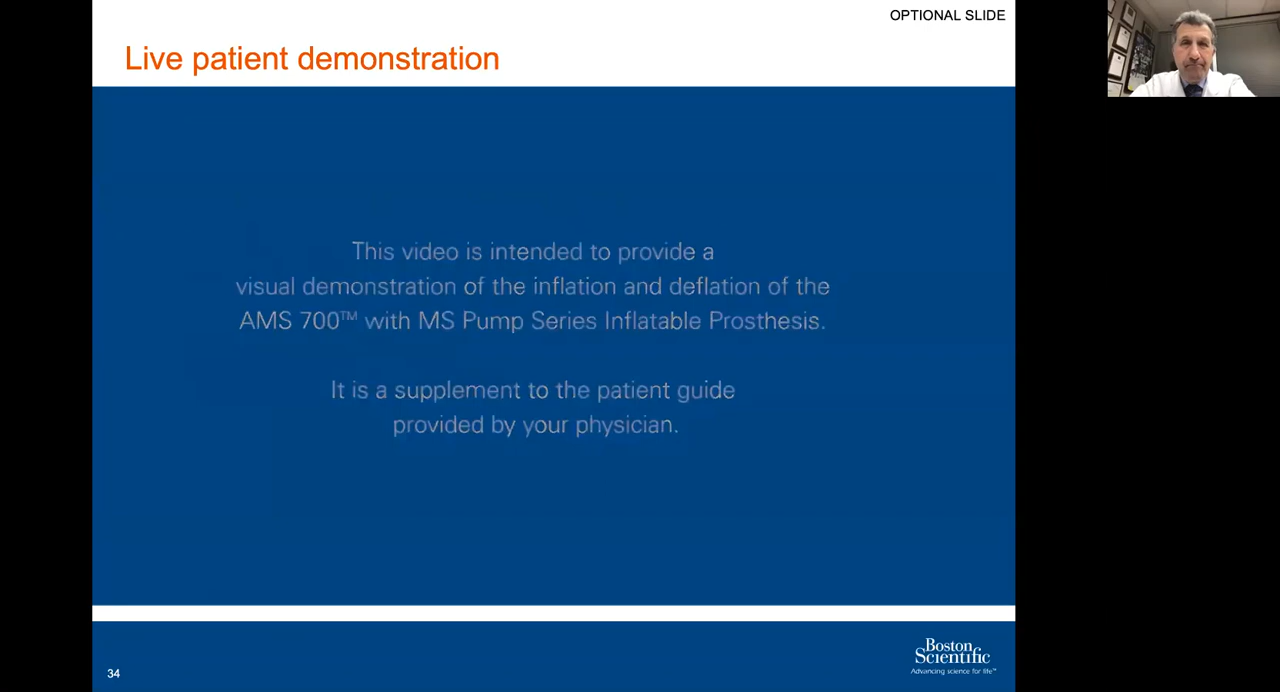 OPTIONAL SLIDE
Live patient demonstration
This video is intended to provide a
visual demonstration of the inflation and deflation of the
AMS 700™ with MS Pump Series Inflatable Prosthesis.
It is a supplement to the patient guide
provided by your physician.
34
Boston
Scientific
Advancing science for life™